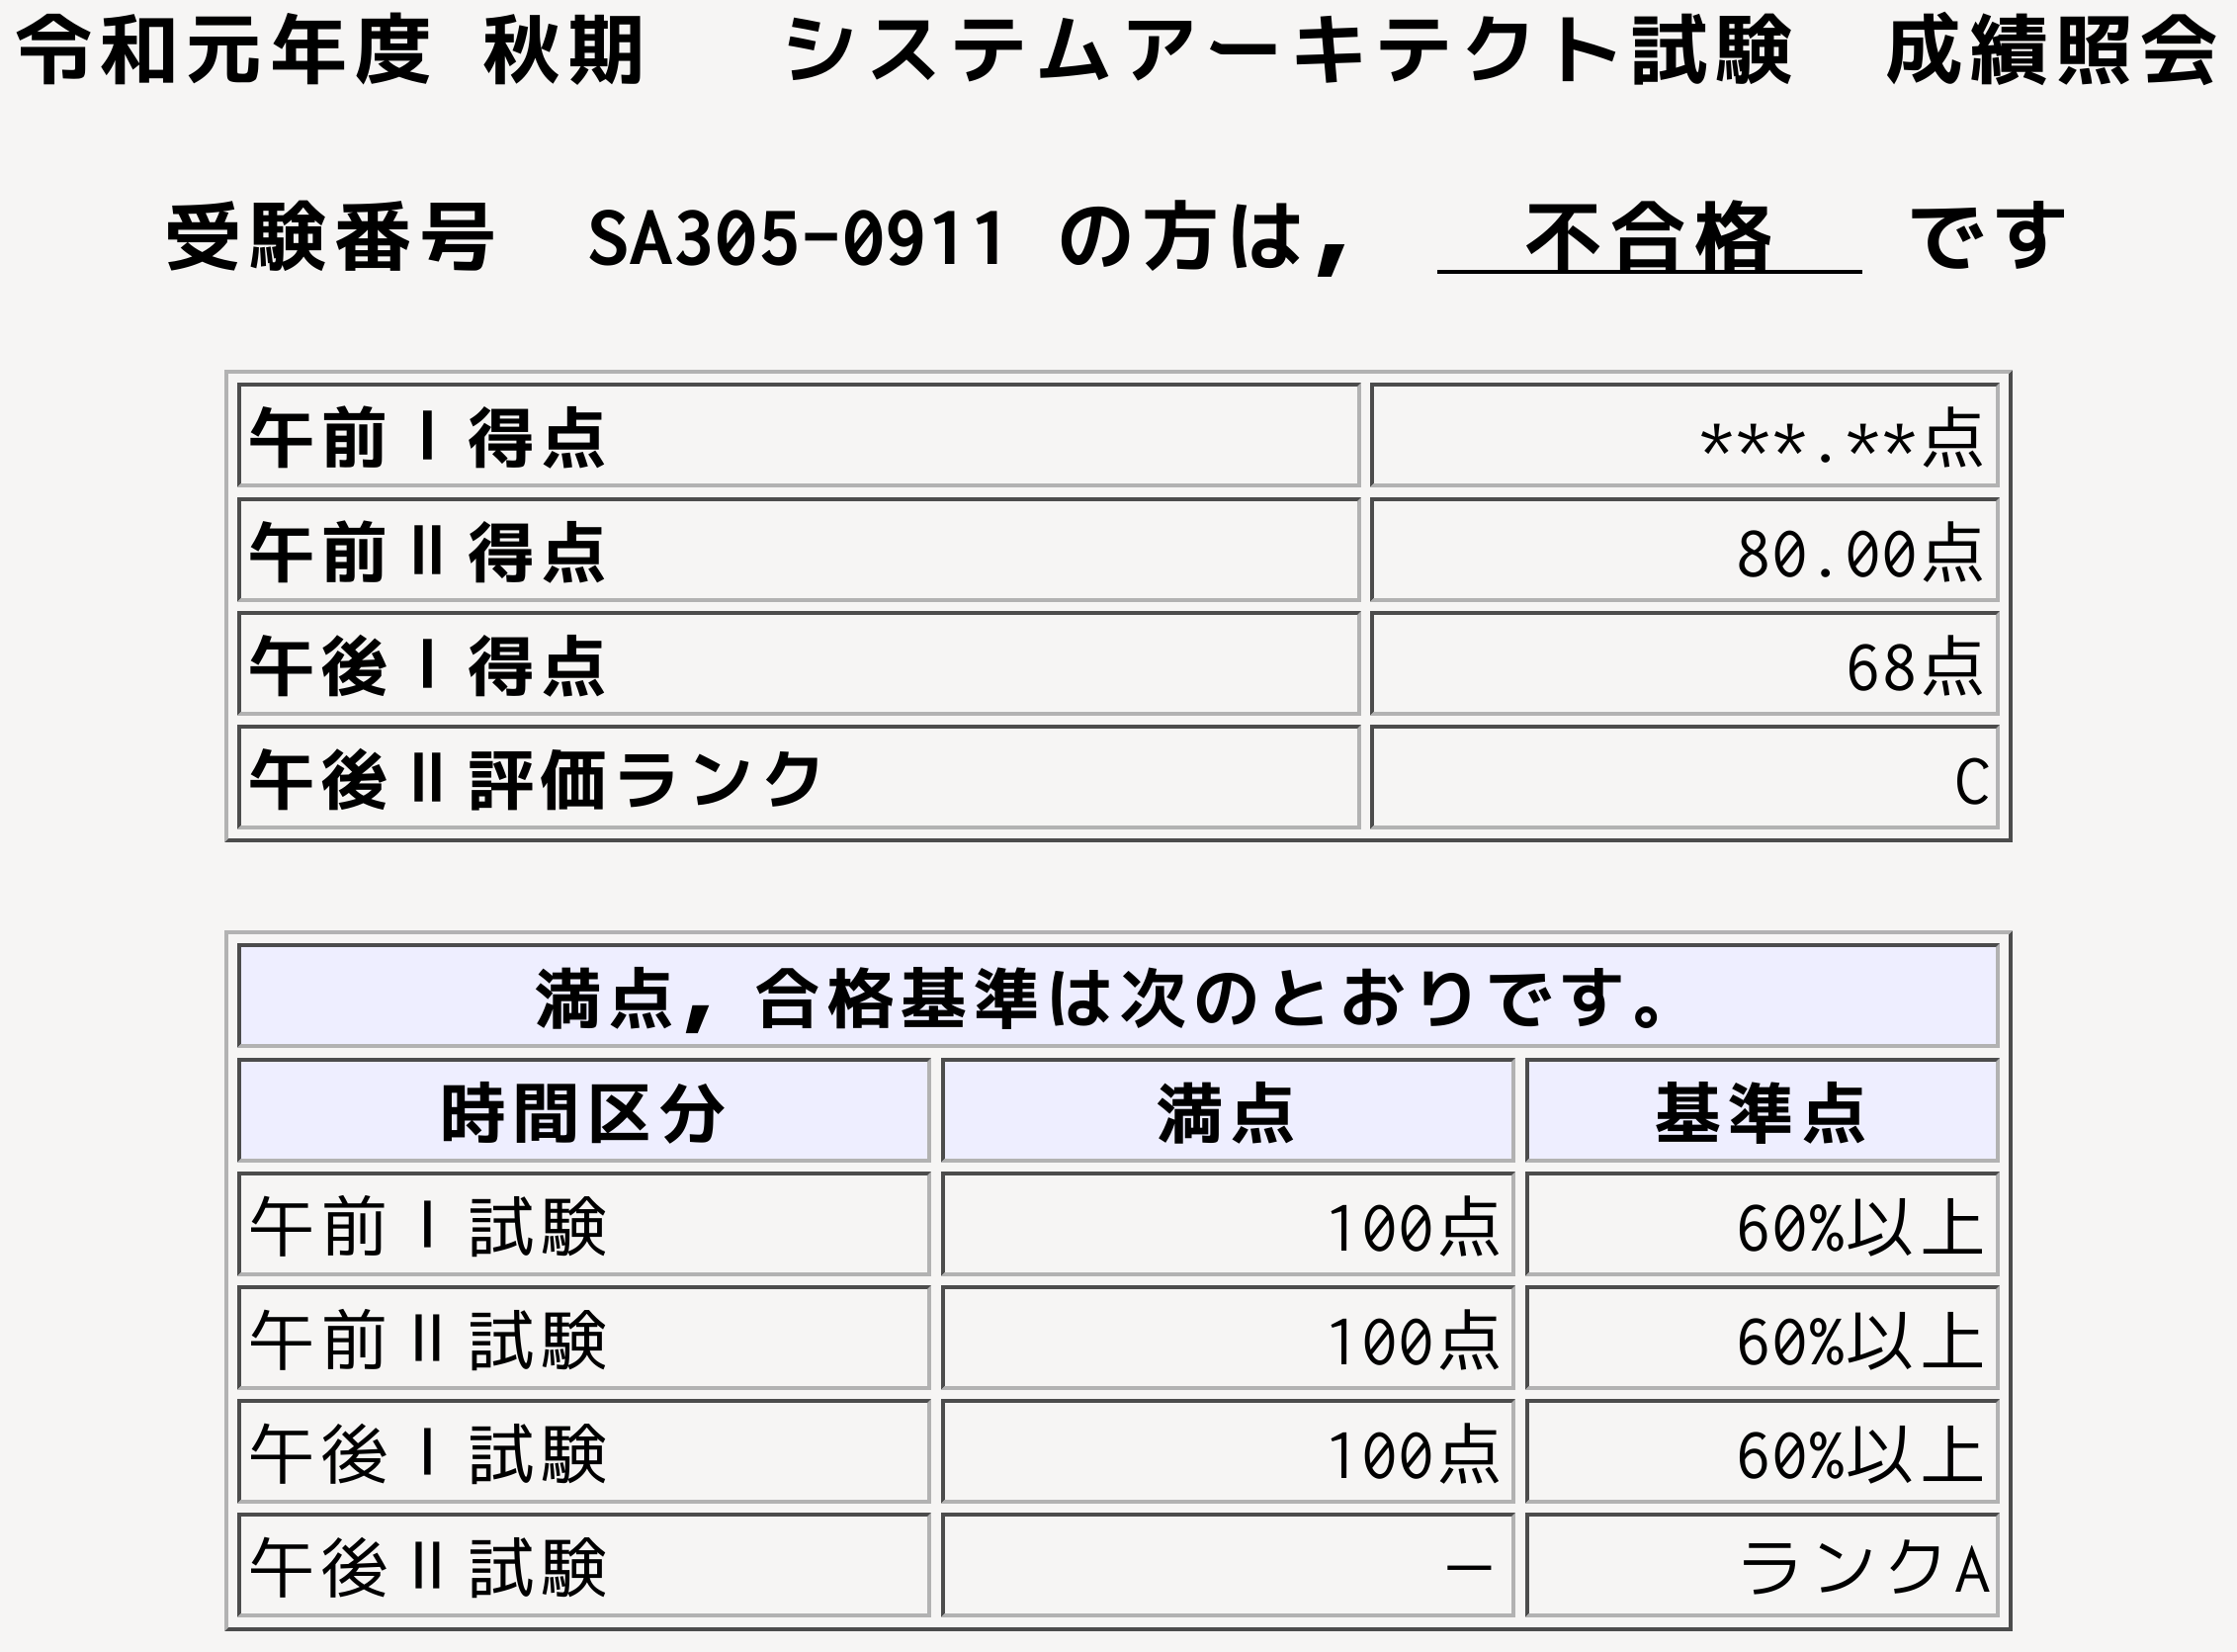 令和元年度 秋期　システムアーキテクト試験　成績照会
受験番号　SA305-0911 の方は，　不合格　です
午前Ⅰ得点 ***.**点
午前Ⅱ得点 80.00点
午後Ⅰ得点 68点
午後Ⅱ評価ランク C
満点，合格基準は次のとおりです。
時間区分 満点 基準点
午前Ⅰ試験 100点 60%以上
午前Ⅱ試験 100点 60%以上
午後Ⅰ試験 100点 60%以上
午後Ⅱ試験 － ランクA